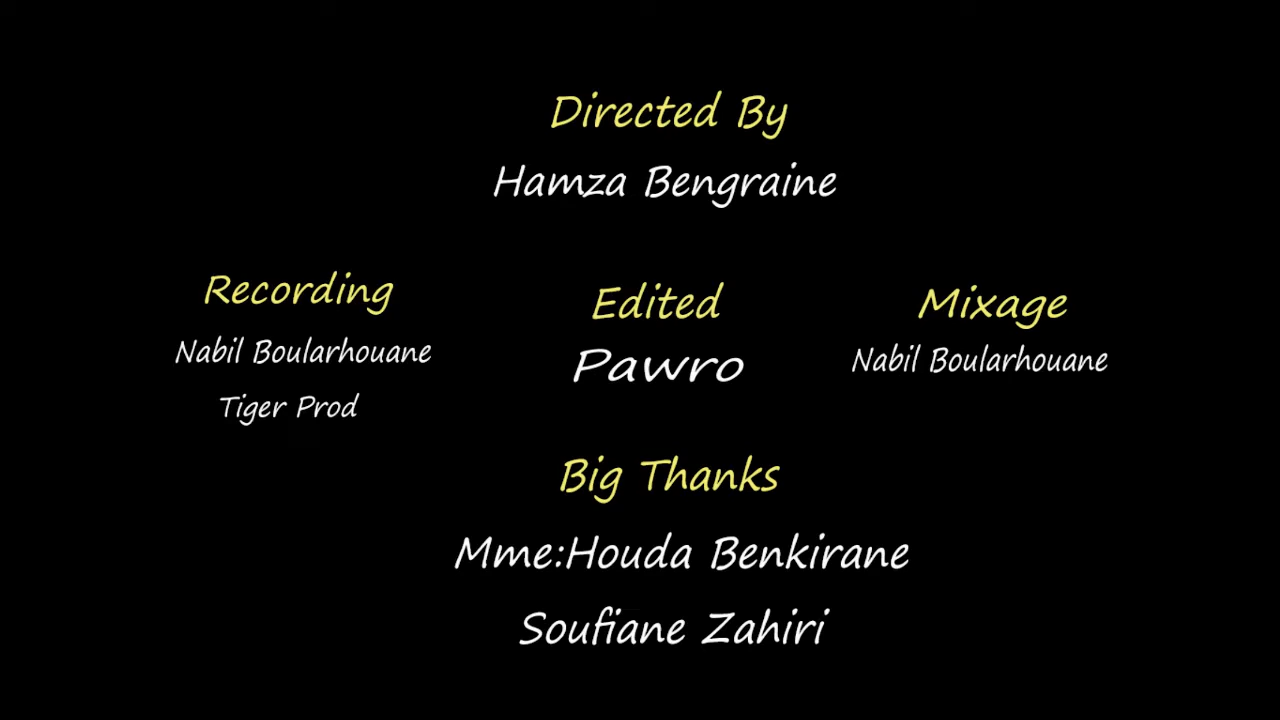 Directed By
Hamza Bengraine
Recording
Nabil Boularhouane
Tiger Prod
Edited
Pawro
Mixage
Nabil Boularhouane
Big Thanks
Mme:Houda Benkirane
Soufiane Zahiri